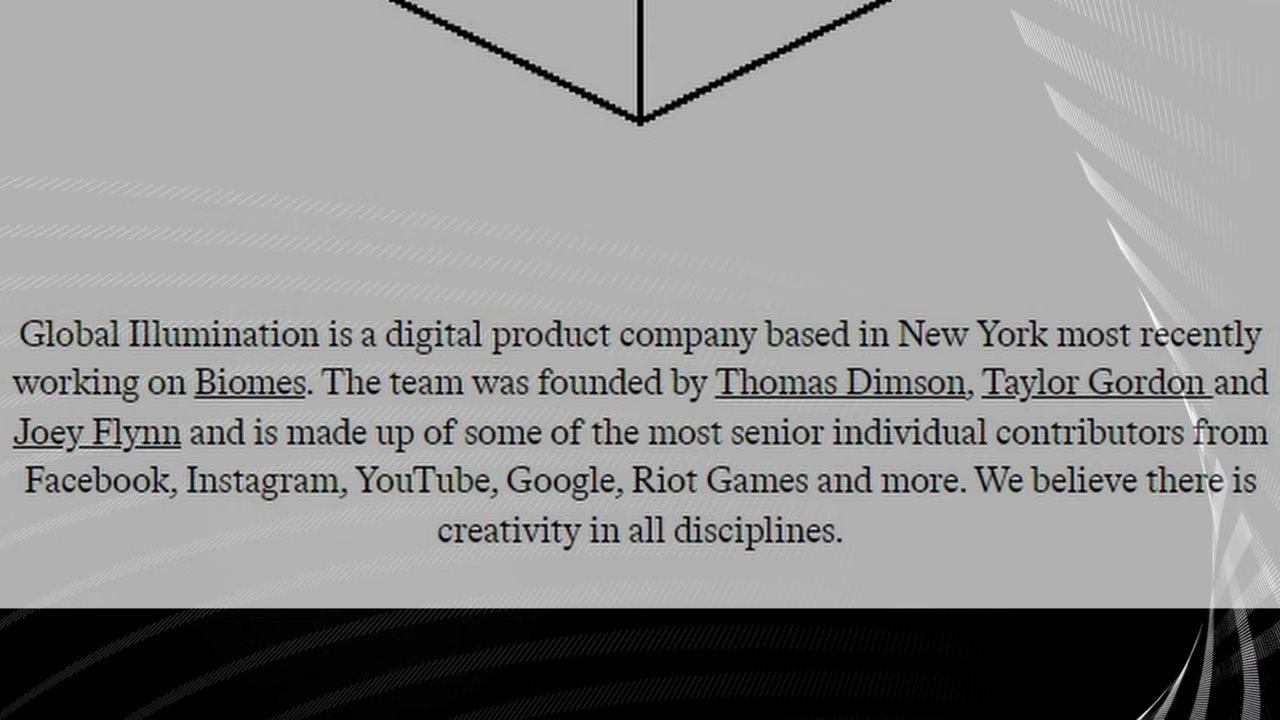 Global Illumination is a digital product company based in New York most recently
working on Biomes. The team was founded by Thomas Dimson, Taylor Gordon and
Joey Flynn and is made up of some of the most senior individual contributors from
Facebook, Instagram, YouTube, Google, Riot Games and more. We believe there is
creativity in all disciplines.